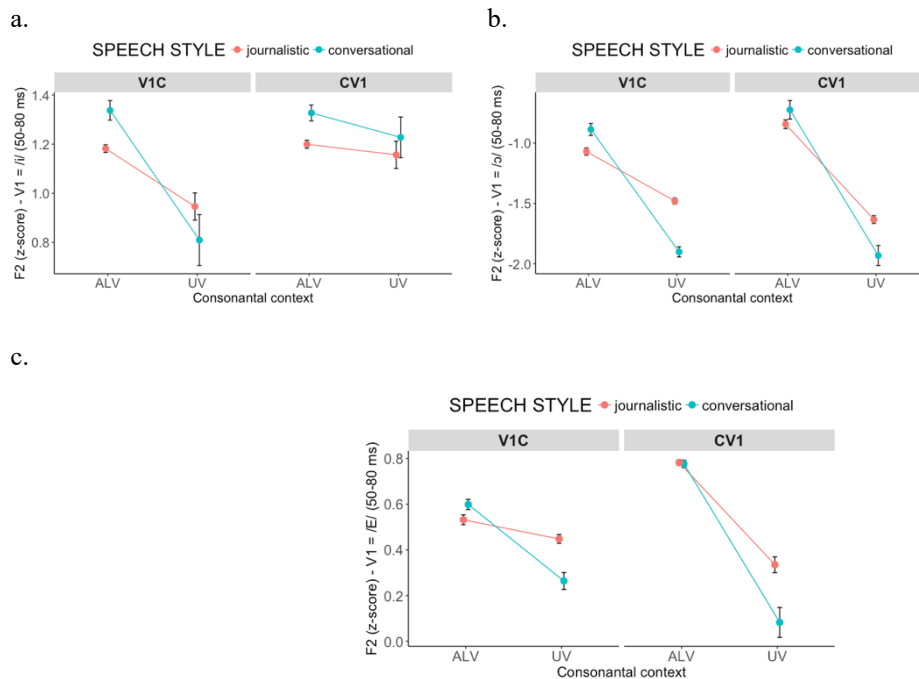 a.
b.
SPEECH STYLE journalistic conversational
V1C CV1
F2 (z-score) - V1 = /i/ (50-80 ms)
1.4
1.2
1.0
0.8
ALV UV ALV UV
Consonantal context
SPEECH STYLE journalistic conversational
V1C CV1
F2 (z-score) - V1 = /ɔ/ (50-80 ms)
-1.0
-1.5
-2.0
ALV UV ALV UV
Consonantal context
c.
SPEECH STYLE journalistic conversational
V1C CV1
F2 (z-score) - V1 = /E/ (50-80 ms)
0.8
0.6
0.4
0.2
0.0
ALV UV ALV UV
Consonantal context